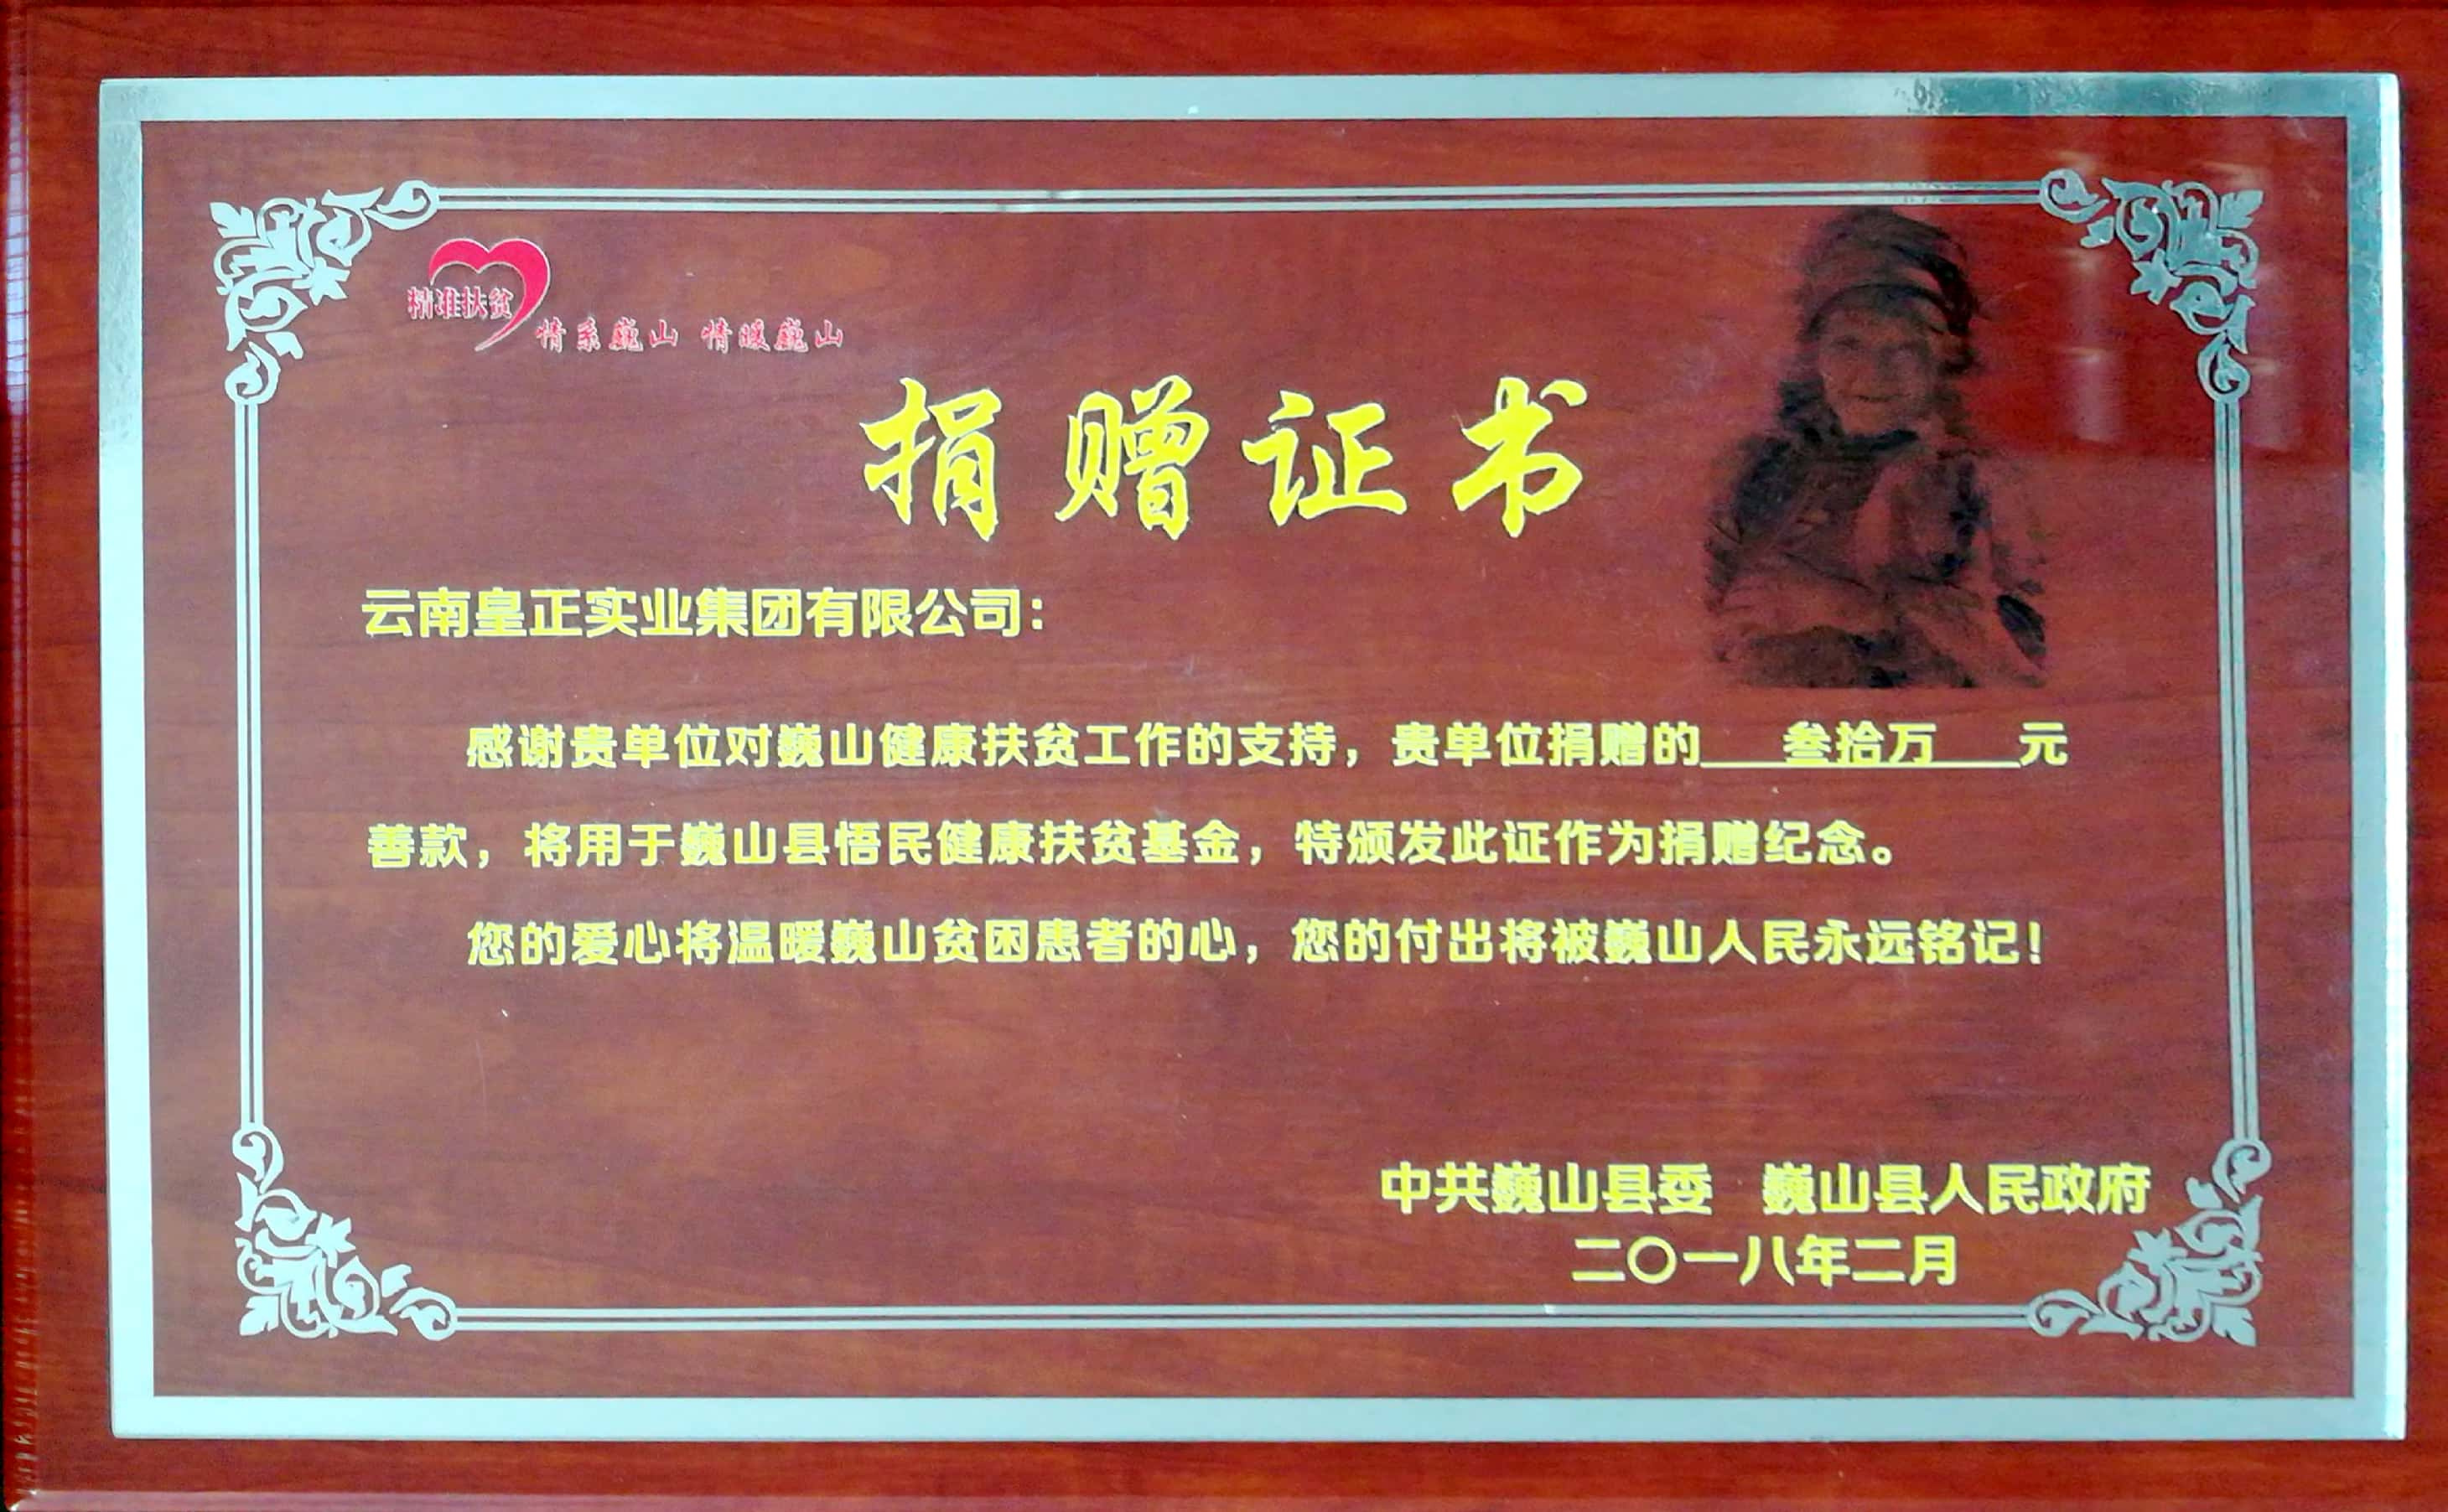 精准扶贫
情系巍山 情暖巍山
捐赠证书
云南皇正实业集团有限公司：
感谢贵单位对巍山健康扶贫工作的支持，贵单位捐赠的 叁拾万 元
善款，将用于巍山县悟民健康扶贫基金，特颁发此证作为捐赠纪念。
您的爱心将温暖巍山贫困患者的心，您的付出将被巍山人民永远铭记！
中共巍山县委 巍山县人民政府
二〇一八年二月